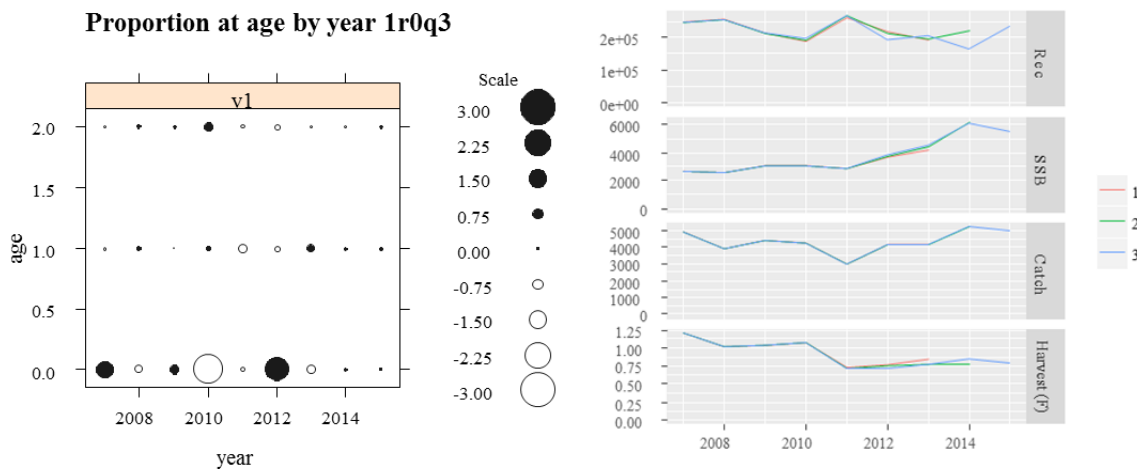 Proportion at age by year 1r0q3
v1
age
2.0
1.5
1.0
0.5
0.0
2008 2010 2012 2014
year
Scale
3.00
2.25
1.50
0.75
0.00
-0.75
-1.50
-2.25
-3.00
2e+05
1e+05
0e+00
Rec
6000
4000
2000
0
SSB
5000
4000
3000
2000
1000
0
Catch
1.25
1.00
0.75
0.50
0.25
0.00
Harvest (F)
2008 2010 2012 2014
1
2
3